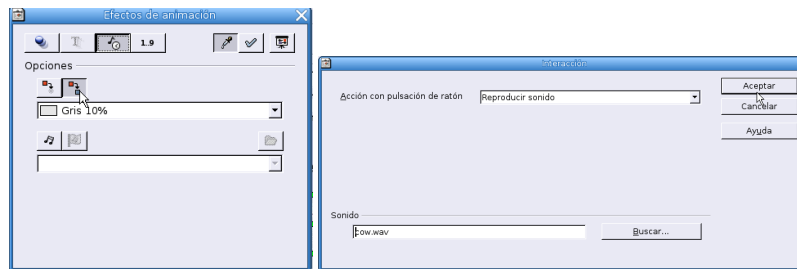 Efectos de animación
1.9
Opciones
Gris 10%
Interacción
Acción con pulsación de ratón
Reproducir sonido
Aceptar
Cancelar
Ayuda
Sonido
cow.wav
Buscar...